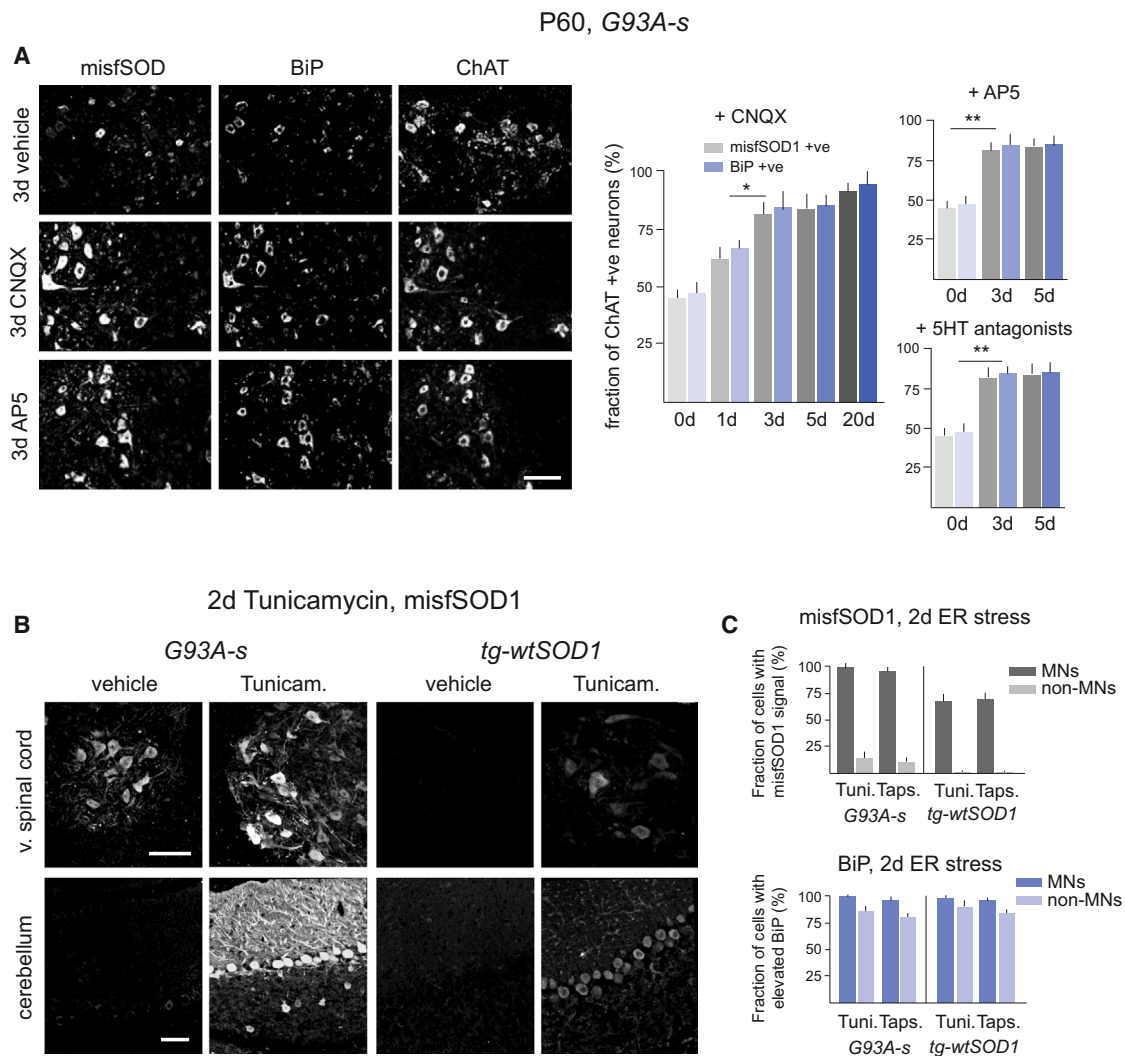 P60, G93A-s
A
misfSOD
BiP
ChAT
3d vehicle
3d CNQX
3d AP5
+ CNQX
misfSOD1 +ve
BiP +ve
fraction of ChAT +ve neurons (%)
100
75
50
25
*
0d 1d 3d 5d 20d
+ AP5
100
75
50
25
**
0d 3d 5d
+ 5HT antagonists
100
75
50
25
**
0d 3d 5d
2d Tunicamycin, misfSOD1
B
G93A-s
tg-wtSOD1
vehicle
Tunicam.
vehicle
Tunicam.
v. spinal cord
cerebellum
C
misfSOD1, 2d ER stress
Fraction of cells with
misfSOD1 signal (%)
100
75
50
25
MNs
non-MNs
Tuni. Taps. Tuni. Taps.
G93A-s tg-wtSOD1
BiP, 2d ER stress
Fraction of cells with
elevated BiP (%)
100
75
50
25
MNs
non-MNs
Tuni. Taps. Tuni. Taps.
G93A-s tg-wtSOD1